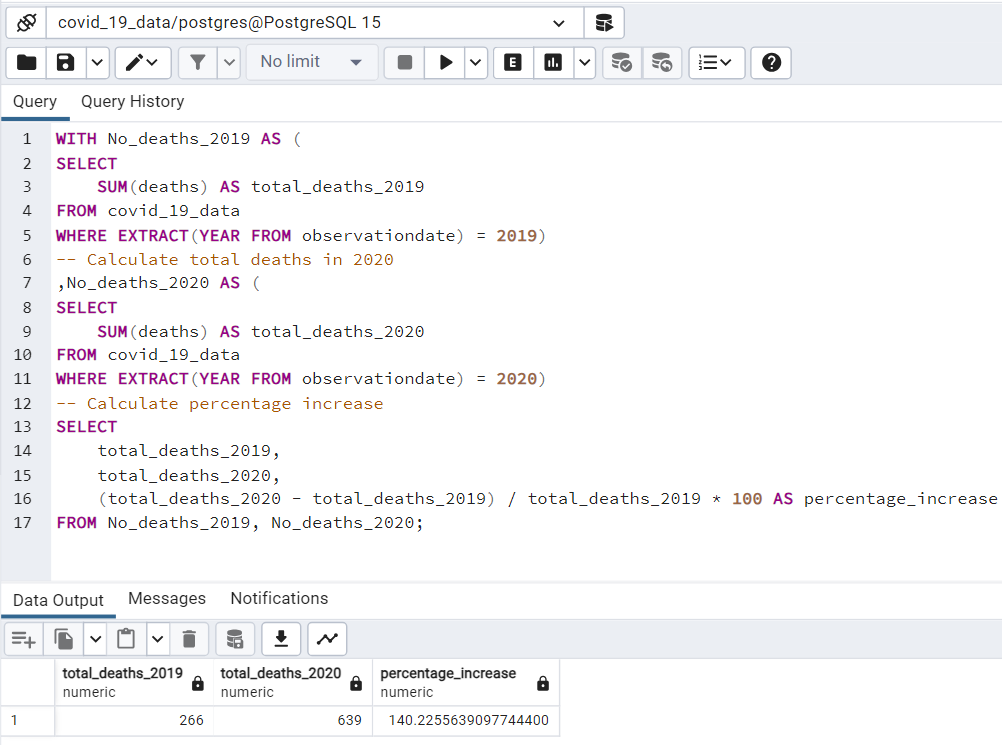 covid_19_data/postgres@PostgreSQL 15
No limit
E
Query Query History
1 WITH No_deaths_2019 AS (
2 SELECT
3 SUM(deaths) AS total_deaths_2019
4 FROM covid_19_data
5 WHERE EXTRACT(YEAR FROM observationdate) = 2019)
6 -- Calculate total deaths in 2020
7 ,No_deaths_2020 AS (
8 SELECT
9 SUM(deaths) AS total_deaths_2020
10 FROM covid_19_data
11 WHERE EXTRACT(YEAR FROM observationdate) = 2020)
12 -- Calculate percentage increase
13 SELECT
14 total_deaths_2019,
15 total_deaths_2020,
16 (total_deaths_2020 - total_deaths_2019) / total_deaths_2019 * 100 AS percentage_increase
17 FROM No_deaths_2019, No_deaths_2020;
Data Output Messages Notifications
total_deaths_2019 total_deaths_2020 percentage_increase
numeric numeric numeric
1 266 639 140.2255639097744400